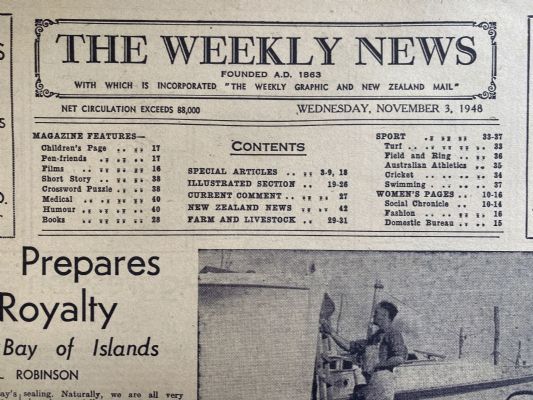 THE WEEKLY NEWS
FOUNDED A.D. 1863
WITH WHICH IS INCORPORATED "THE WEEKLY GRAPHIC AND NEW ZEALAND MAIL"
NET CIRCULATION EXCEEDS 88,000
WEDNESDAY, NOVEMBER 3, 1948
MAGAZINE FEATURES—
Children's Page .. .. 17
Pen-friends .. .. 17
Films .. .. .. 16
Short Story .. .. 38
Crossword Puzzle .. 38
Medical .. .. .. 40
Humour .. .. .. 40
Books .. .. .. 28
CONTENTS
SPECIAL ARTICLES .. .. 3-9, 18
ILLUSTRATED SECTION .. 19-26
CURRENT COMMENT .. .. 27
NEW ZEALAND NEWS .. .. 42
FARM AND LIVESTOCK .. 29-31
SPORT .. .. .. 33-37
Turf .. .. .. .. 33
Field and Ring .. .. 36
Australian Athletics .. 35
Cricket .. .. .. 34
Swimming .. .. .. 37
WOMEN'S PAGES .. 10-16
Social Chronicle .. 10-14
Fashion .. .. .. 16
Domestic Bureau .. .. 15
Prepares
Royalty
Bay of Islands
ROBINSON
sealing. Naturally, we are all very